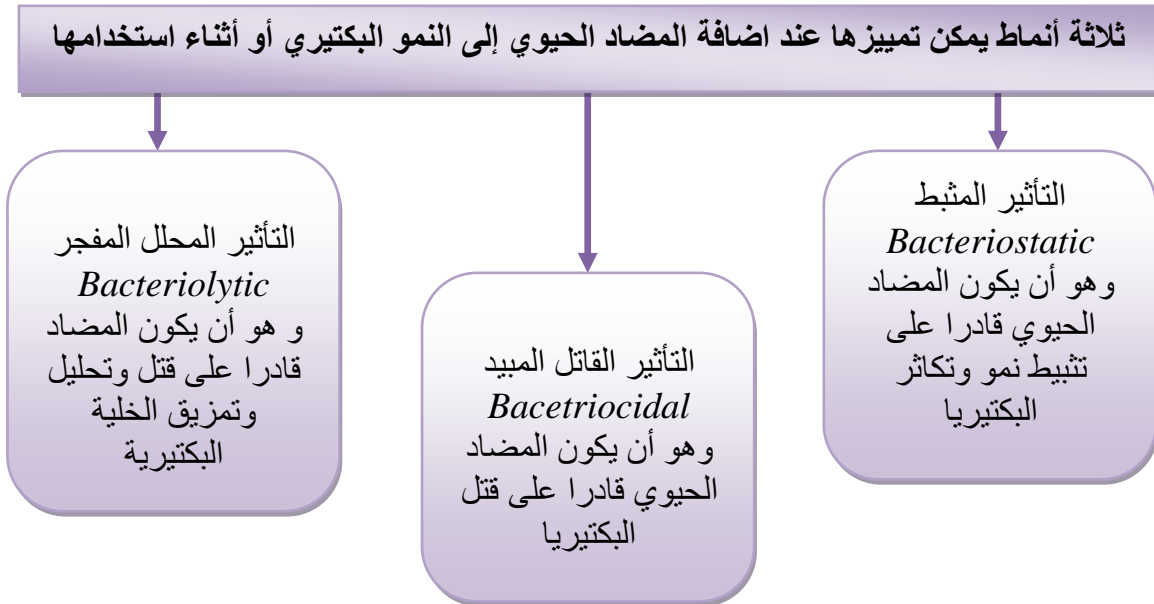 ثلاثة أنماط يمكن تمييزها عند اضافة المضاد الحيوي إلى النمو البكتيري أو أثناء استخدامها
التأثير المثبط
Bacteriostatic
وهو أن يكون المضاد
الحيوي قادرا على
تثبيط نمو وتكاثر
البكتيريا
التأثير القاتل المبيد
Bacetriocidal
وهو أن يكون المضاد
الحيوي قادرا على قتل
البكتيريا
التأثير المحلل المفجر
Bacteriolytic
و هو أن يكون المضاد
قادرا على قتل وتحليل
وتمزيق الخلية
البكتيرية